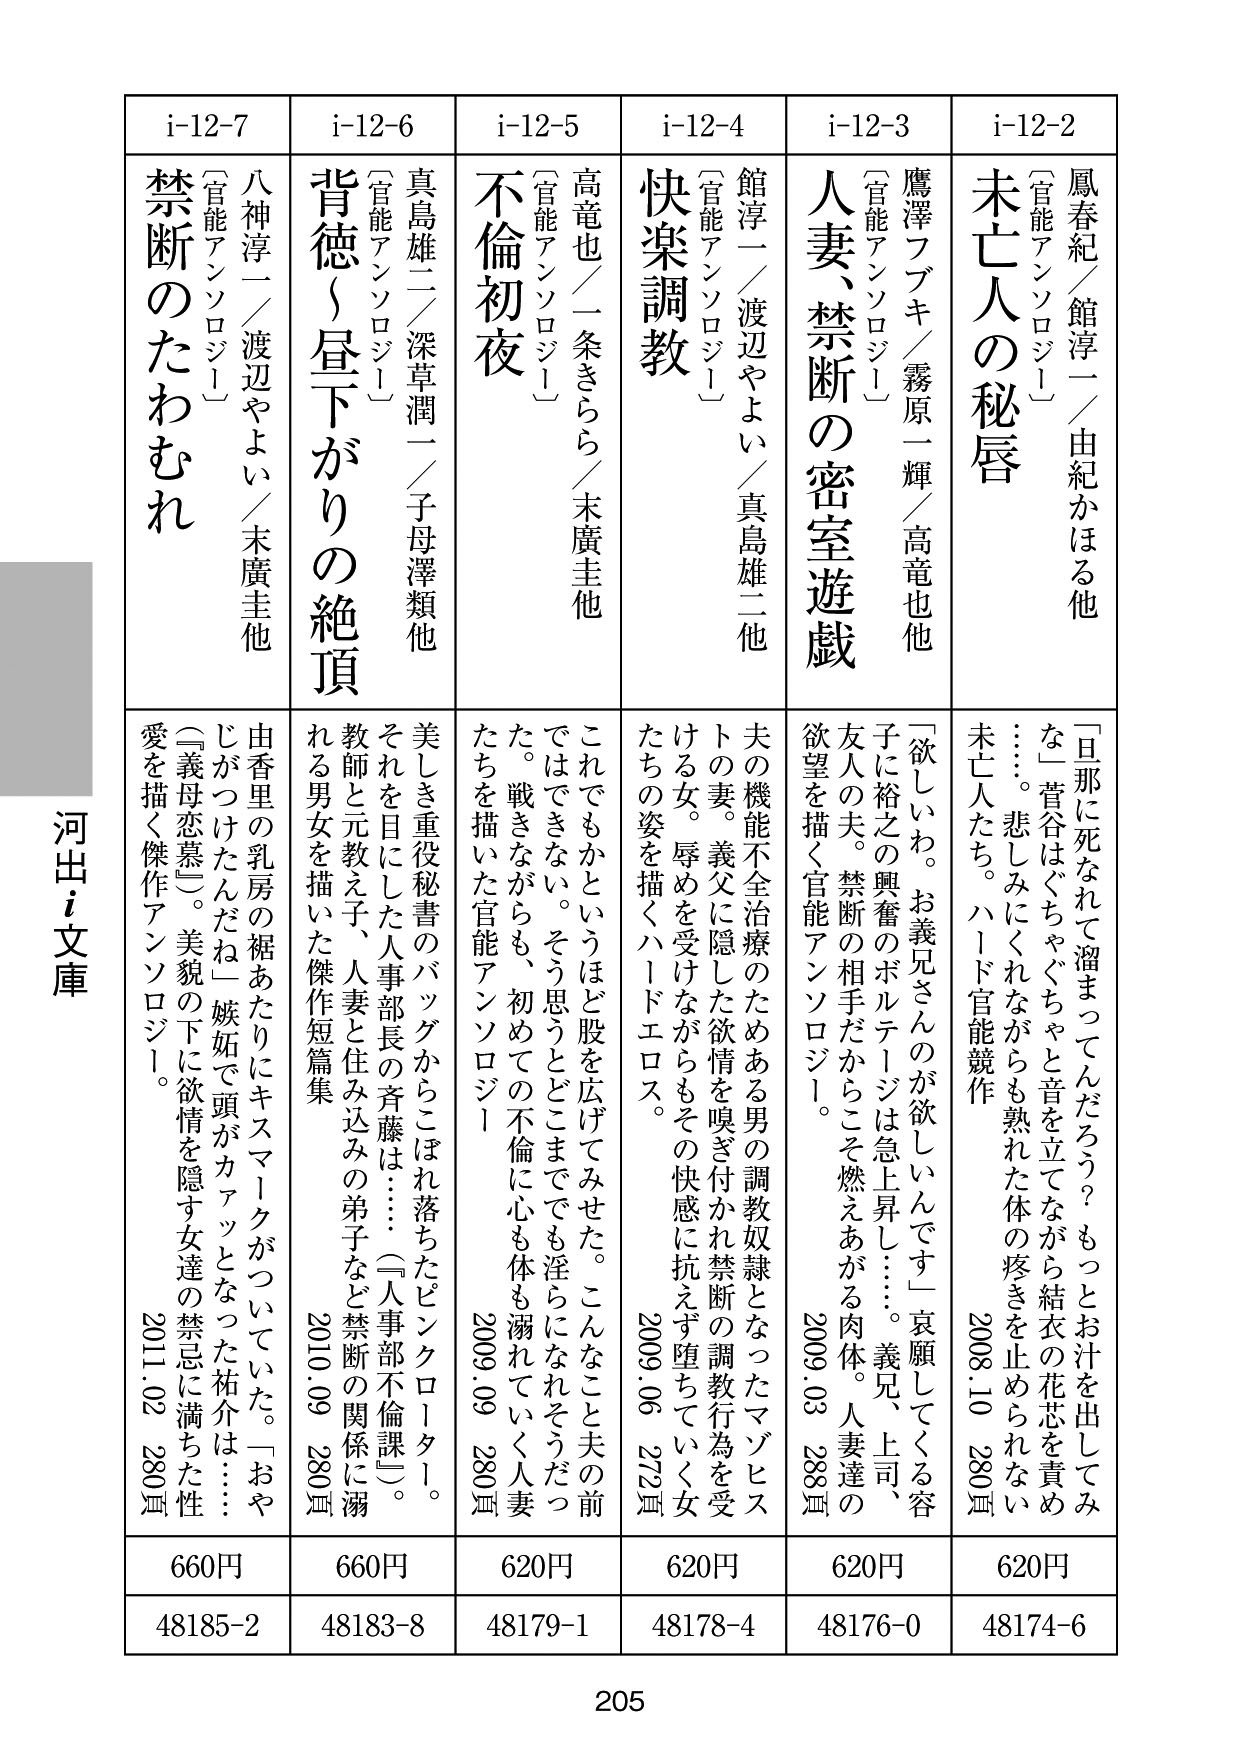 i-12-2
鳳春紀／館淳一／由紀かほる他
〔官能アンソロジー〕
未亡人の秘唇
「旦那に死なれて溜まってんだろう？ もっとお汁を出してみ
な」菅谷はぐちゃぐちゃと音を立てながら結衣の花芯を責め
……。悲しみにくれながらも熟れた体の疼きを止められない
未亡人たち。ハード官能競作
2008.10 280頁
620円
48174-6
i-12-3
鷹澤フブキ／霧原一輝／高竜也他
〔官能アンソロジー〕
人妻、禁断の密室遊戯
「欲しいわ。お義兄さんのが欲しいんです」哀願してくる容
子に裕之の興奮のボルテージは急上昇し……。義兄、上司、
友人の夫。禁断の相手だからこそ燃えあがる肉体。人妻達の
欲望を描く官能アンソロジー。
2009.03 288頁
620円
48176-0
i-12-4
館淳一／渡辺やよい／真島雄二他
〔官能アンソロジー〕
快楽調教
夫の機能不全治療のためある男の調教奴隷となったマゾヒス
トの妻。義父に隠した欲情を嗅ぎ付かれ禁断の調教行為を受
ける女。辱めを受けながらもその快感に抗えず堕ちていく女
たちの姿を描くハードエロス。
2009.06 272頁
620円
48178-4
i-12-5
高竜也／一条きらら／末廣圭他
〔官能アンソロジー〕
不倫初夜
これでもかというほど股を広げてみせた。こんなこと夫の前
ではできない。そう思うとどこまででも淫らになれそうだっ
た。戦きながらも、初めての不倫に心も体も溺れていく人妻
たちを描いた官能アンソロジー
2009.09 280頁
620円
48179-1
i-12-6
真島雄二／深草潤一／子母澤類他
〔官能アンソロジー〕
背徳～昼下がりの絶頂
美しき重役秘書のバッグからこぼれ落ちたピンクローター。
それを目にした人事部長の斉藤は……（『人事部不倫課』）。
教師と元教え子、人妻と住み込みの弟子など禁断の関係に溺
れる男女を描いた傑作短篇集
2010.09 280頁
660円
48183-8
i-12-7
八神淳一／渡辺やよい／末廣圭他
〔官能アンソロジー〕
禁断のたわむれ
由香里の乳房の裾あたりにキスマークがついていた。「おや
じがつけたんだね」嫉妬で頭がカァッとなった祐介は……
（『義母恋慕』）。美貌の下に欲情を隠す女達の禁忌に満ちた性
愛を描く傑作アンソロジー。
2011.02 280頁
660円
48185-2
河出i文庫
205